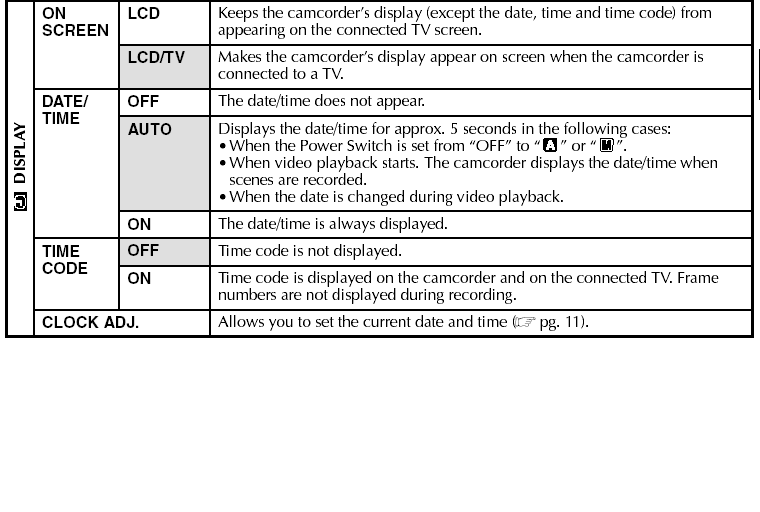 DISPLAY
ON SCREEN
LCD
Keeps the camcorder's display (except the date, time and time code) from
appearing on the connected TV screen.
LCD/TV
Makes the camcorder's display appear on screen when the camcorder is
connected to a TV.
DATE/
TIME
OFF
The date/time does not appear.
AUTO
Displays the date/time for approx. 5 seconds in the following cases:
•When the Power Switch is set from “OFF” to “ A ” or “ M ”.
•When video playback starts. The camcorder displays the date/time when
scenes are recorded.
•When the date is changed during video playback.
ON
The date/time is always displayed.
TIME
CODE
OFF
Time code is not displayed.
ON
Time code is displayed on the camcorder and on the connected TV. Frame
numbers are not displayed during recording.
CLOCK ADJ.
Allows you to set the current date and time (☞ pg. 11).